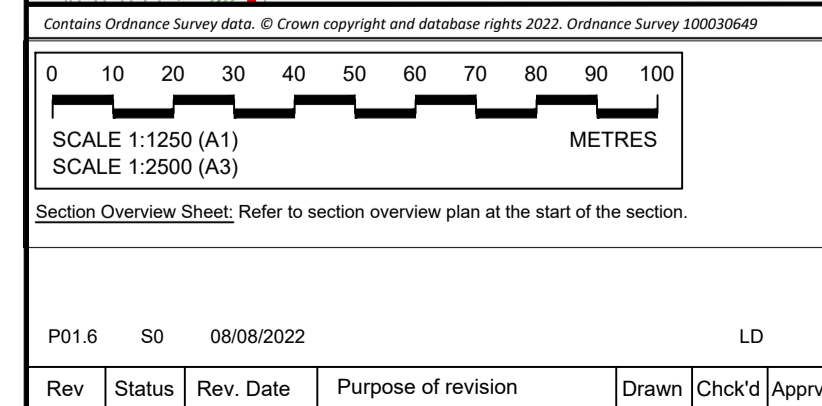 Contains Ordnance Survey data. © Crown copyright and database rights 2022. Ordnance Survey 100030649
0 10 20 30 40 50 60 70 80 90 100
SCALE 1:1250 (A1) METRES
SCALE 1:2500 (A3)
Section Overview Sheet: Refer to section overview plan at the start of the section.
P01.6 S0 08/08/2022 LD
Rev Status Rev. Date Purpose of revision Drawn Chck'd Apprv